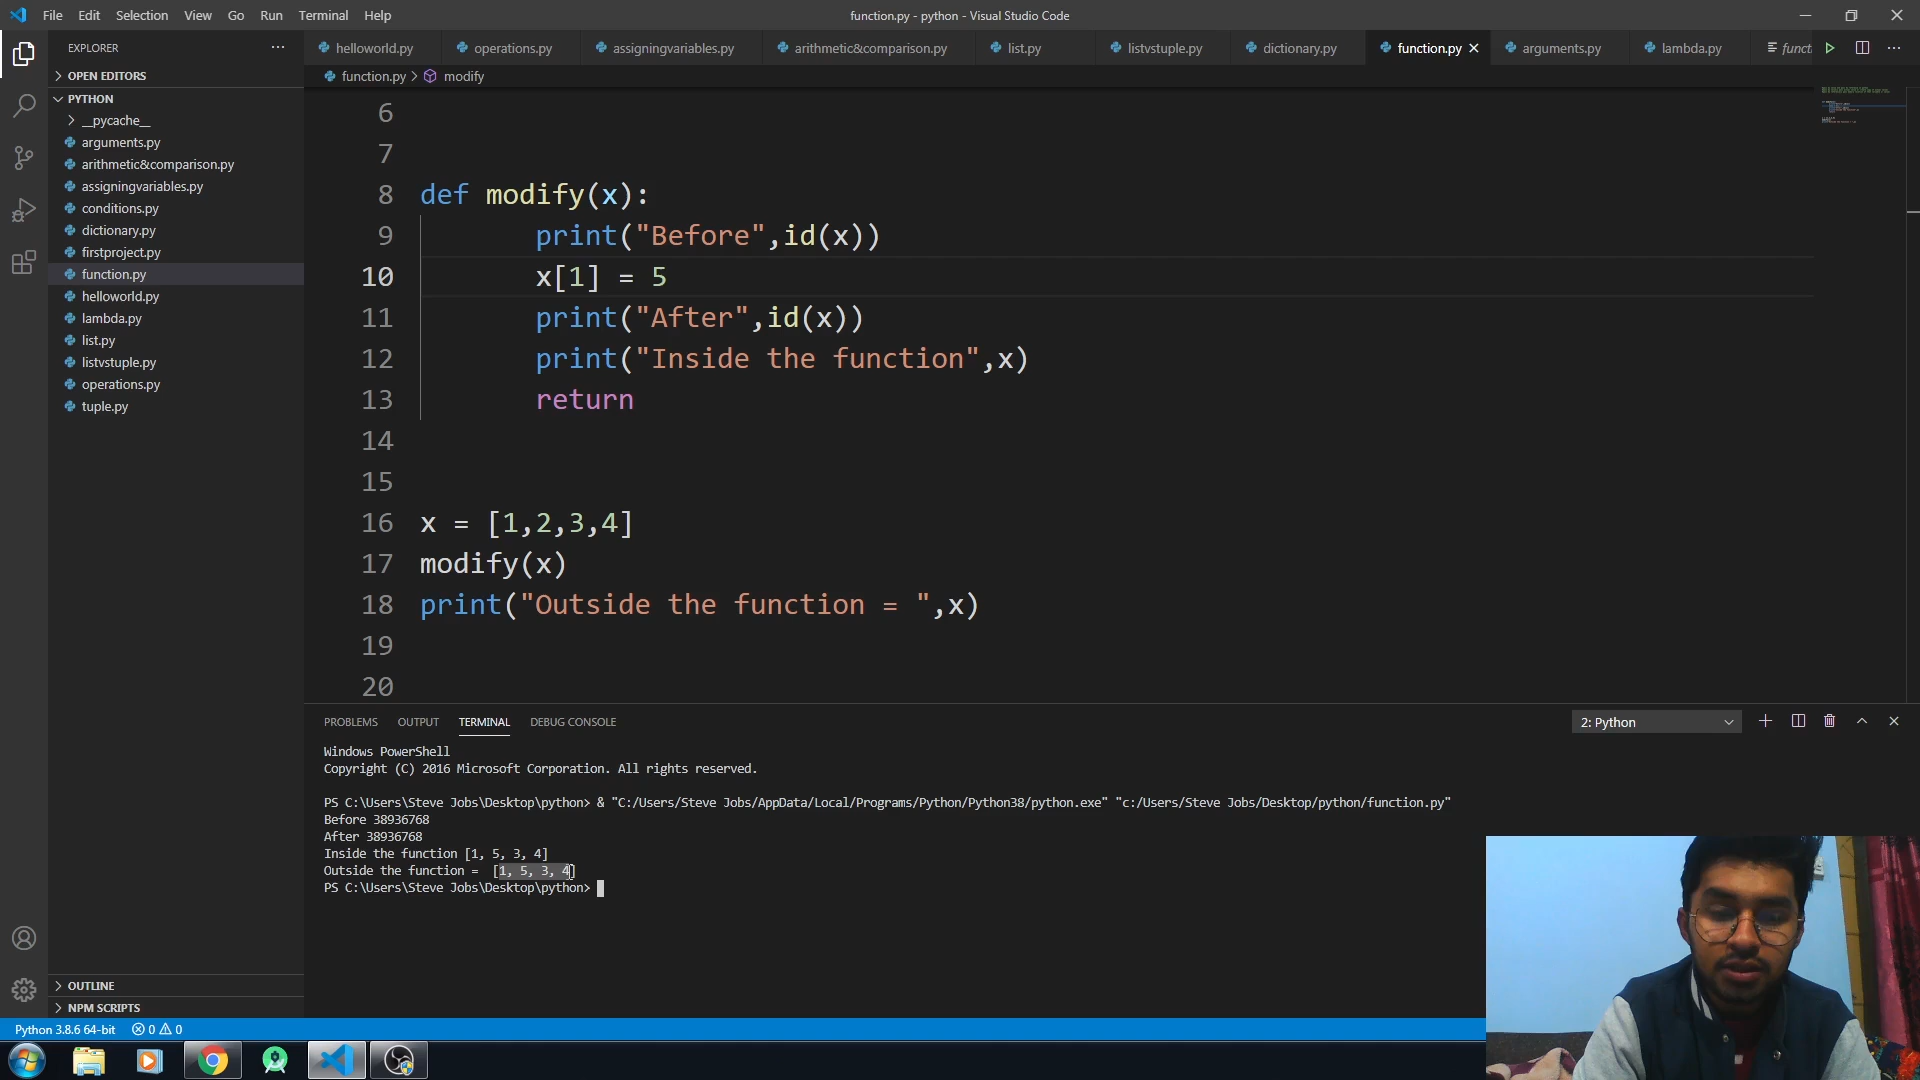 File Edit Selection View Go Run Terminal Help
function.py - python - Visual Studio Code
EXPLORER
OPEN EDITORS
PYTHON
__pycache__
arguments.py
arithmetic&comparison.py
assigningvariables.py
conditions.py
dictionary.py
firstproject.py
function.py
helloworld.py
lambda.py
list.py
listvstuple.py
operations.py
tuple.py
OUTLINE
NPM SCRIPTS
helloworld.py operations.py assigningvariables.py arithmetic&comparison.py list.py listvstuple.py dictionary.py function.py arguments.py lambda.py funct
function.py > modify
6
7
8 def modify(x):
9 print("Before",id(x))
10 x[1] = 5
11 print("After",id(x))
12 print("Inside the function",x)
13 return
14
15
16 x = [1,2,3,4]
17 modify(x)
18 print("Outside the function = ",x)
19
20
PROBLEMS OUTPUT TERMINAL DEBUG CONSOLE
2: Python
Windows PowerShell
Copyright (C) 2016 Microsoft Corporation. All rights reserved.
PS C:\Users\Steve Jobs\Desktop\python> & "C:/Users/Steve Jobs/AppData/Local/Programs/Python/Python38/python.exe" "c:/Users/Steve Jobs/Desktop/python/function.py"
Before 38936768
After 38936768
Inside the function [1, 5, 3, 4]
Outside the function =  [1, 5, 3, 4]
PS C:\Users\Steve Jobs\Desktop\python>
Python 3.8.6 64-bit 0 0